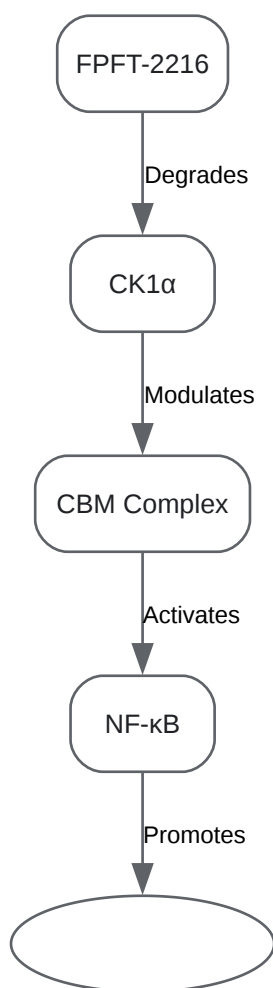 FPFT-2216
Degrades
CK1α
Modulates
CBM Complex
Activates
NF-κB
Promotes